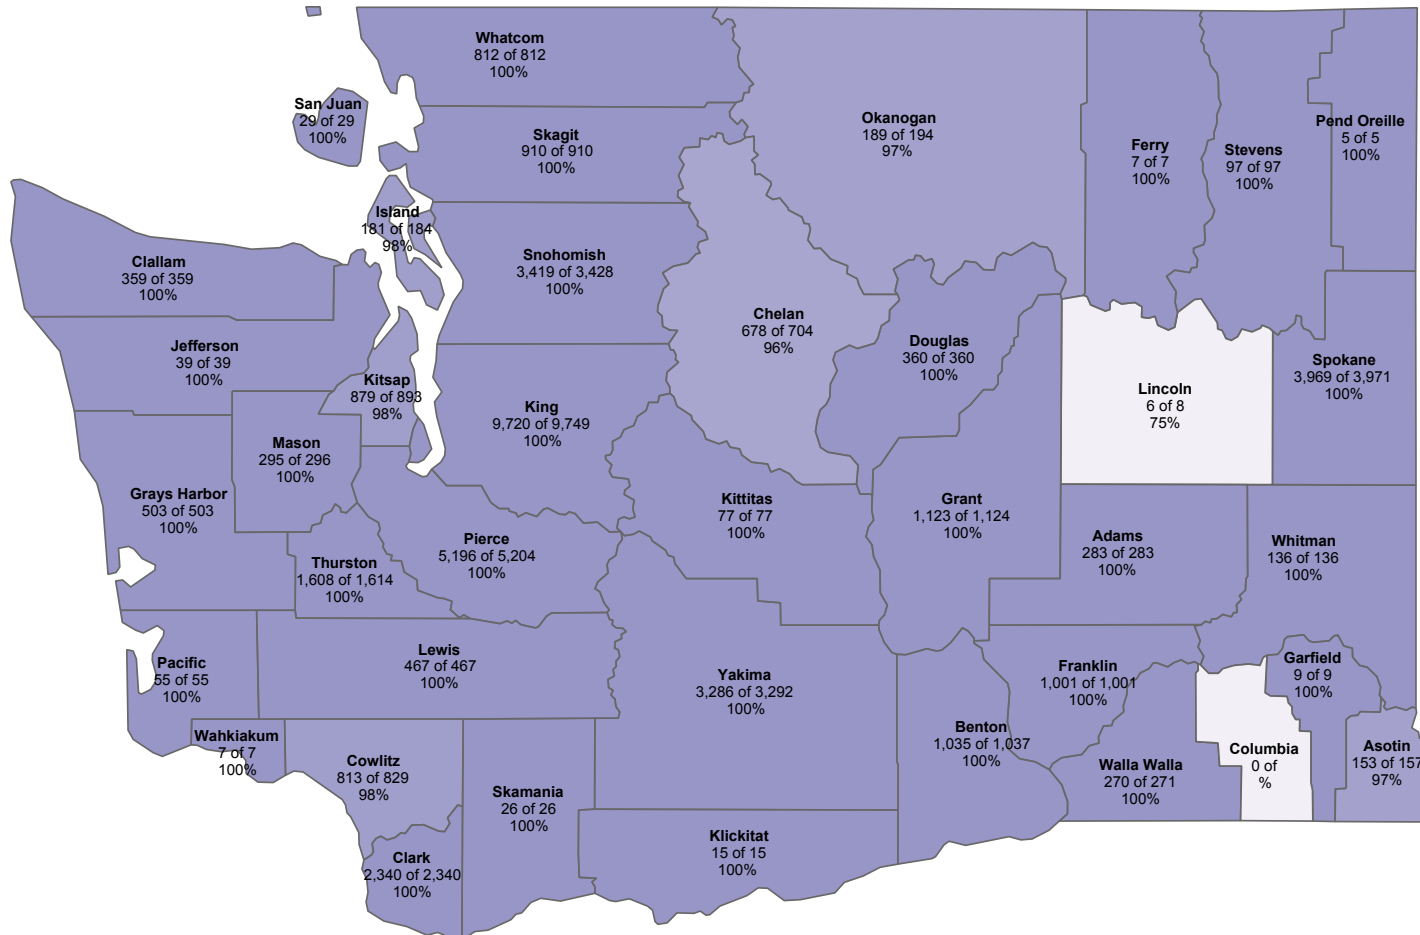 Whatcom
812 of 812
100%
San Juan
29 of 29
100%
Skagit
910 of 910
100%
Okanogan
189 of 194
97%
Ferry
7 of 7
100%
Stevens
97 of 97
100%
Pend Oreille
5 of 5
100%
Island
181 of 184
98%
Clallam
359 of 359
100%
Snohomish
3,419 of 3,428
100%
Chelan
678 of 704
96%
Douglas
360 of 360
100%
Jefferson
39 of 39
100%
Kitsap
879 of 893
98%
King
9,720 of 9,749
100%
Lincoln
6 of 8
75%
Spokane
3,969 of 3,971
100%
Mason
295 of 296
100%
Grays Harbor
503 of 503
100%
Kittitas
77 of 77
100%
Grant
1,123 of 1,124
100%
Pierce
5,196 of 5,204
100%
Adams
283 of 283
100%
Whitman
136 of 136
100%
Thurston
1,608 of 1,614
100%
Pacific
55 of 55
100%
Lewis
467 of 467
100%
Yakima
3,286 of 3,292
100%
Franklin
1,001 of 1,001
100%
Garfield
9 of 9
100%
Wahkiakum
7 of 7
100%
Cowlitz
813 of 829
98%
Skamania
26 of 26
100%
Benton
1,035 of 1,037
100%
Walla Walla
270 of 271
100%
Columbia
0 of
%
Asotin
153 of 157
97%
Klickitat
15 of 15
100%
Clark
2,340 of 2,340
100%